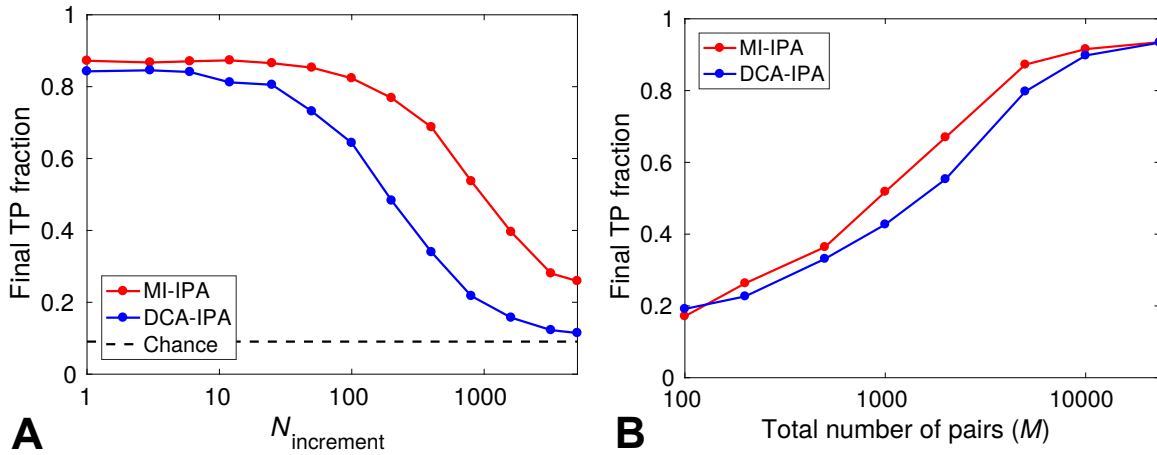 Final TP fraction
1
0.8
0.6
0.4
0.2
0
MI-IPA
DCA-IPA
Chance
1
10
100
1000
N_increment
A
Final TP fraction
1
0.8
0.6
0.4
0.2
0
MI-IPA
DCA-IPA
100
1000
10000
Total number of pairs (M)
B